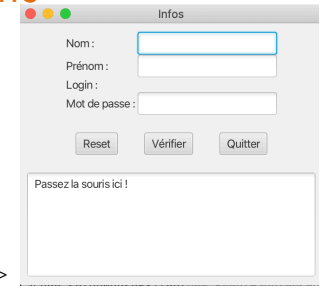 Infos
Nom :
Prénom :
Login :
Mot de passe :
Reset Vérifier Quitter
Passez la souris ici !
>